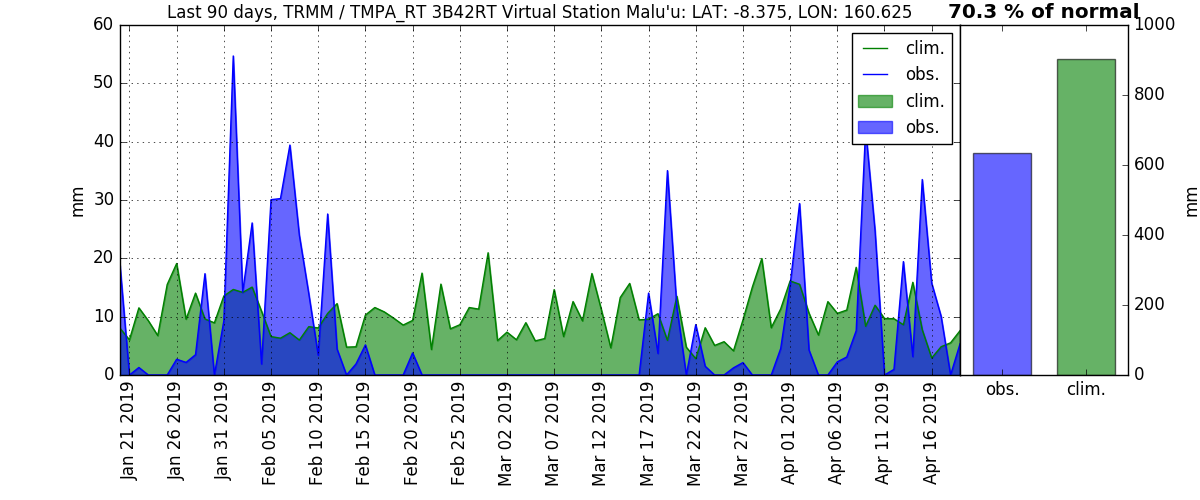 Last 90 days, TRMM / TMPA_RT 3B42RT Virtual Station Malu'u: LAT: -8.375, LON: 160.625
70.3 % of normal
60
50
40
30
20
10
0
mm
clim.
obs.
clim.
obs.
1000
800
600
400
200
0
mm
obs.
clim.
Jan 21 2019
Jan 26 2019
Jan 31 2019
Feb 05 2019
Feb 10 2019
Feb 15 2019
Feb 20 2019
Feb 25 2019
Mar 02 2019
Mar 07 2019
Mar 12 2019
Mar 17 2019
Mar 22 2019
Mar 27 2019
Apr 01 2019
Apr 06 2019
Apr 11 2019
Apr 16 2019